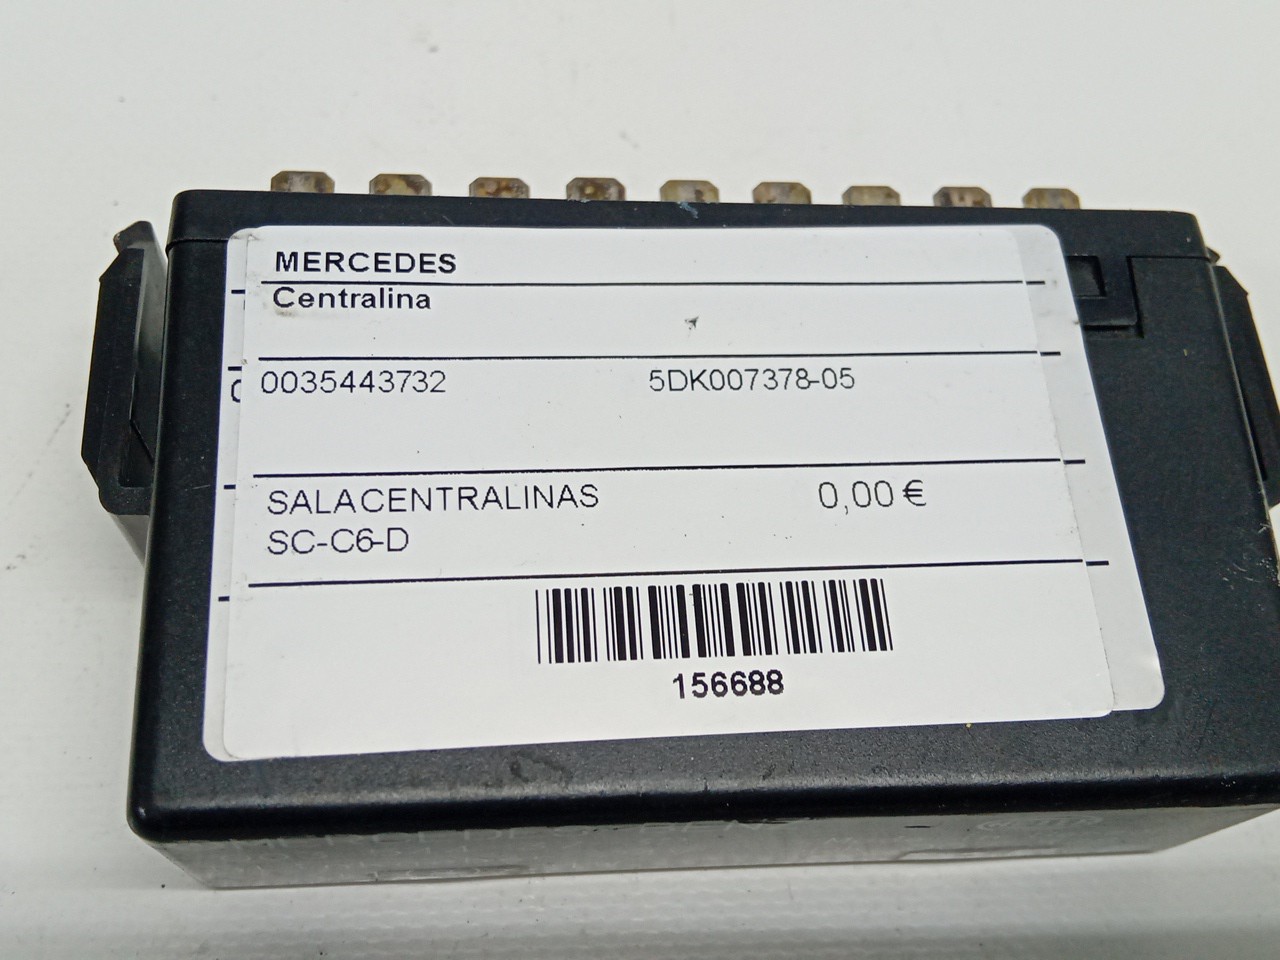 MERCEDES
Centralina
0035443732 5DK007378-05
SALACENTRALINAS 0,00 €
SC-C6-D
156688